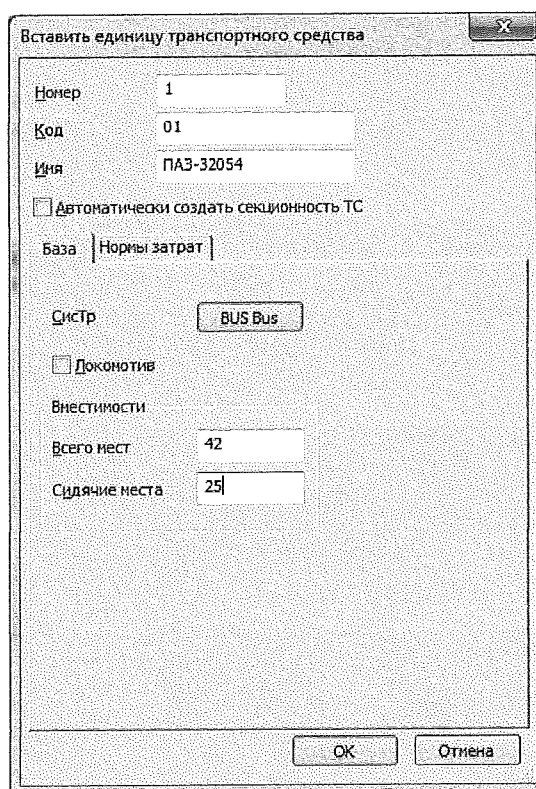 Вставить единицу транспортного средства
Номер 1
Код 01
Имя ПАЗ-32054
Автоматически создать секционность ТС
База Нормы затрат
СисТр BUS Bus
Локомотив
Вместимости
Всего мест 42
Сидячие места 25
OK Отмена